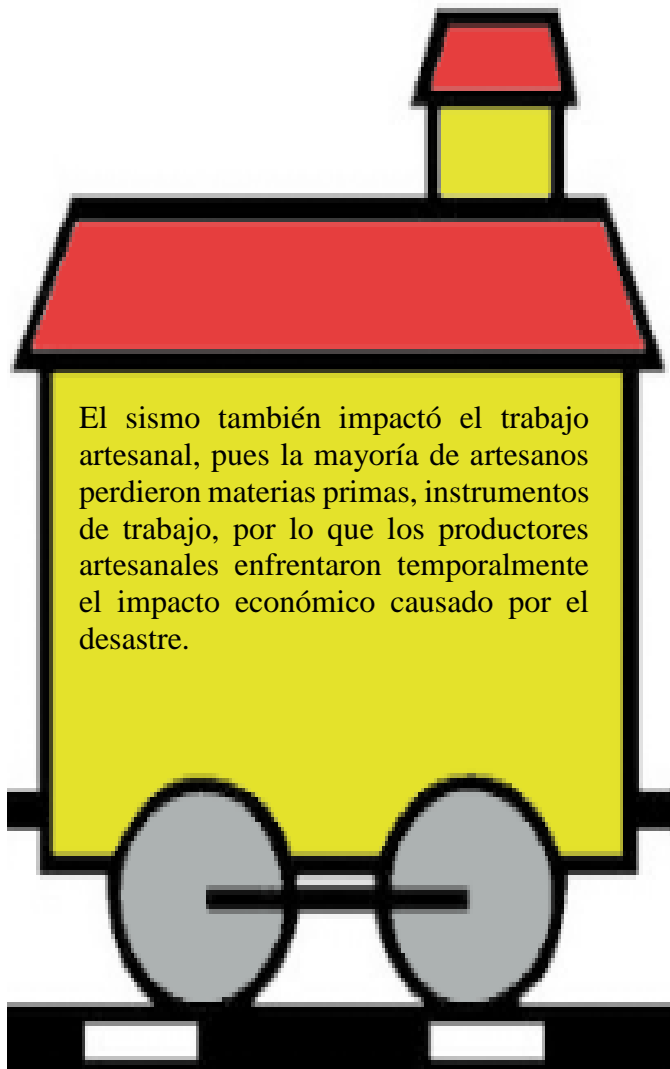 El sismo también impactó el trabajo
artesanal, pues la mayoría de artesanos
perdieron materias primas, instrumentos
de trabajo, por lo que los productores
artesanales enfrentaron temporalmente
el impacto económico causado por el
desastre.